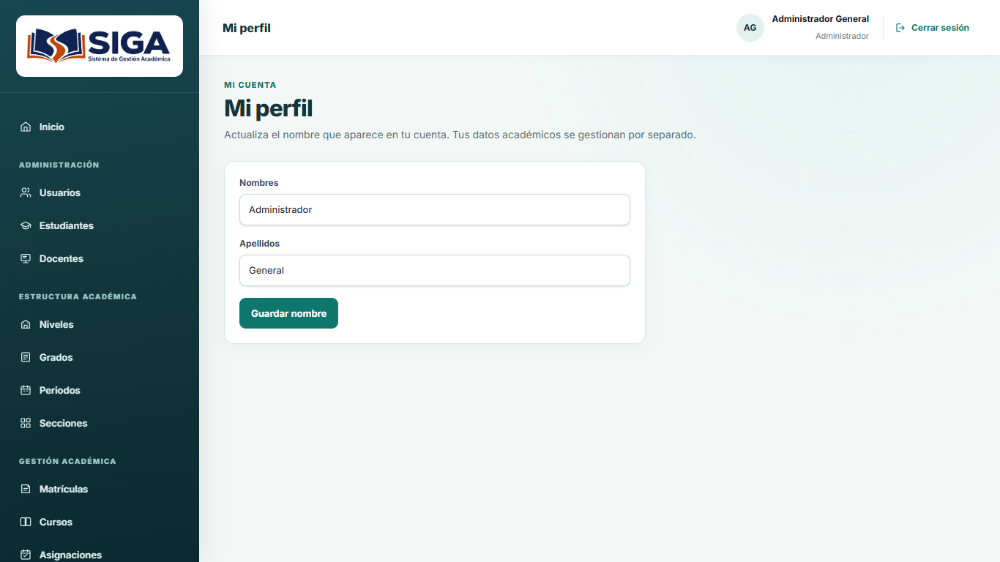 SIGA
Sistema de Gestión Académica
Inicio
ADMINISTRACIÓN
Usuarios
Estudiantes
Docentes
ESTRUCTURA ACADÉMICA
Niveles
Grados
Periodos
Secciones
GESTIÓN ACADÉMICA
Matrículas
Cursos
Asignaciones
Mi perfil
AG
Administrador General
Administrador
Cerrar sesión
MI CUENTA
Mi perfil
Actualiza el nombre que aparece en tu cuenta. Tus datos académicos se gestionan por separado.
Nombres
Administrador
Apellidos
General
Guardar nombre